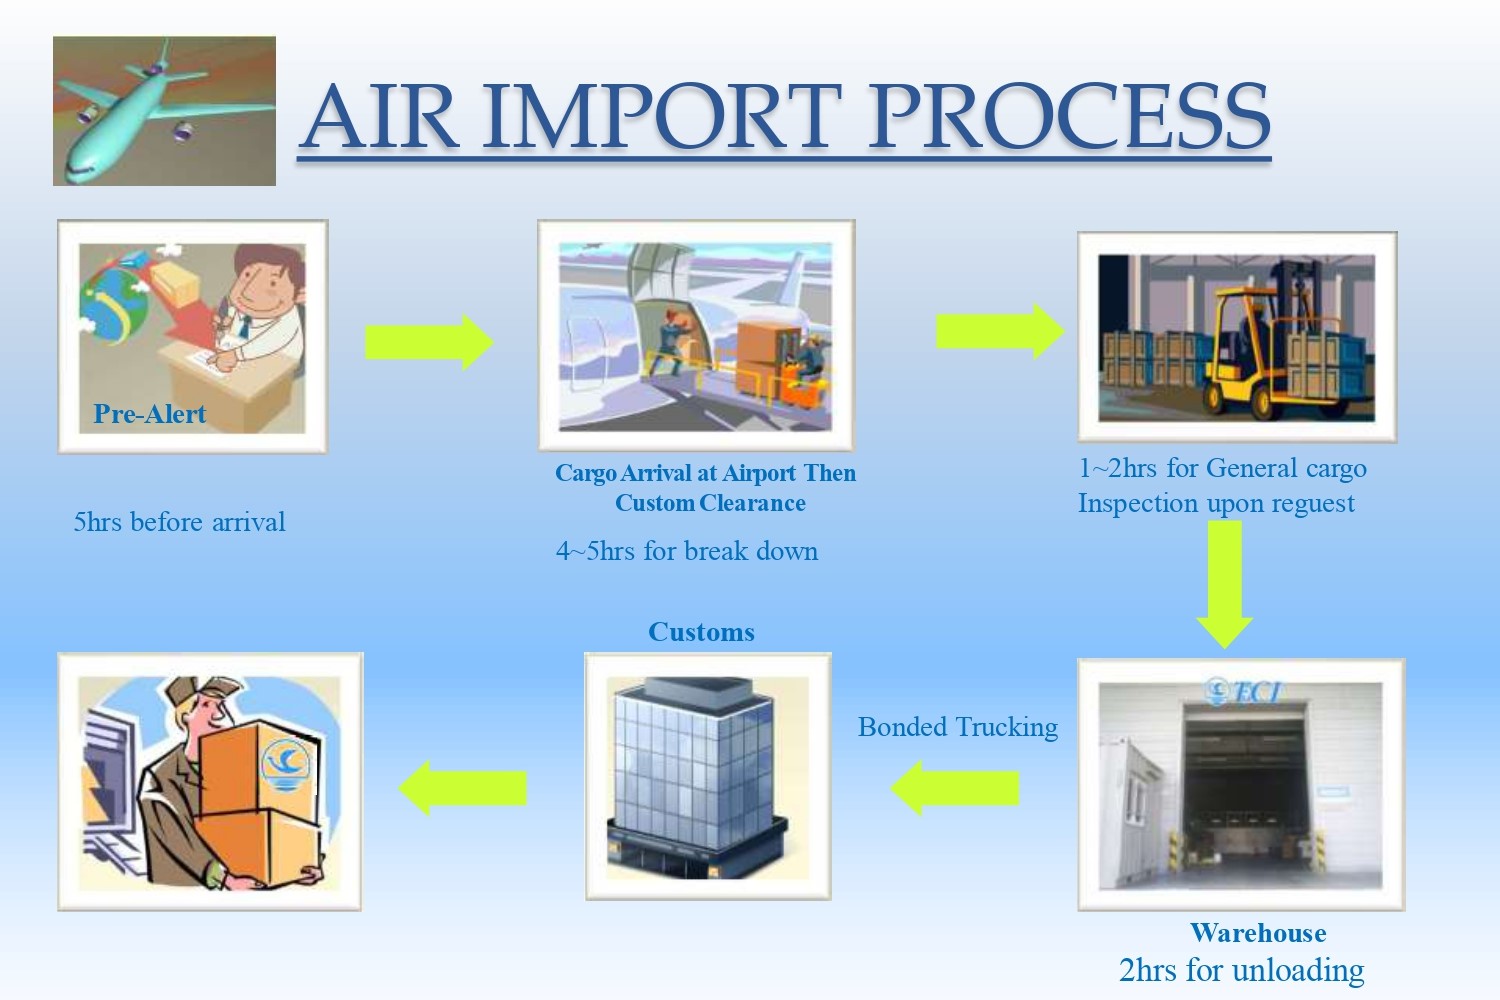 AIR IMPORT PROCESS
Pre-Alert
5hrs before arrival
Cargo Arrival at Airport Then
Custom Clearance
4~5hrs for break down
1~2hrs for General cargo
Inspection upon reguest
ECI
Warehouse
2hrs for unloading
Bonded Trucking
Customs